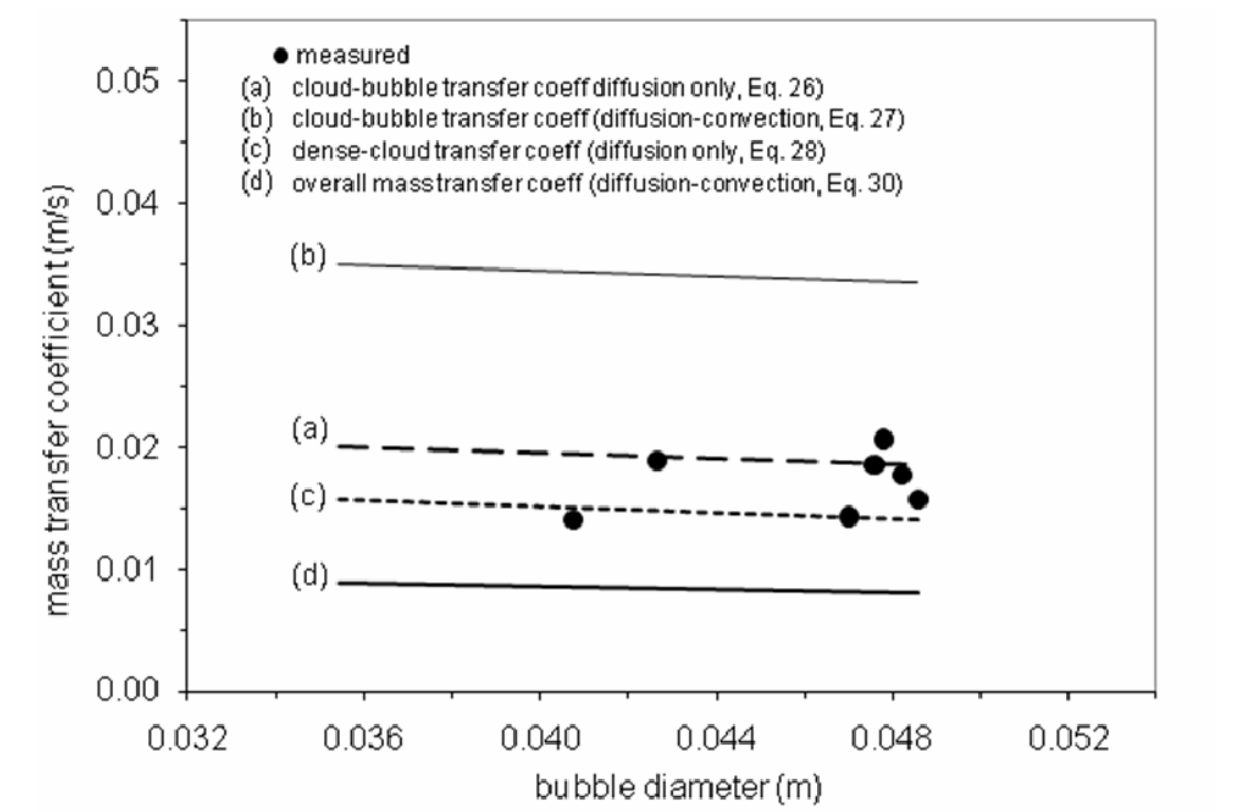 ● measured
(a) cloud-bubble transfer coeff diffusion only, Eq. 26)
(b) cloud-bubble transfer coeff (diffusion-convection, Eq. 27)
(c) dense-cloud transfer coeff (diffusion only, Eq. 28)
(d) overall mass transfer coeff (diffusion-convection, Eq. 30)
mass transfer coefficient (m/s)
0.05
0.04
0.03
0.02
0.01
0.00
(b)
(a)
(c)
(d)
0.032 0.036 0.040 0.044 0.048 0.052
bubble diameter (m)